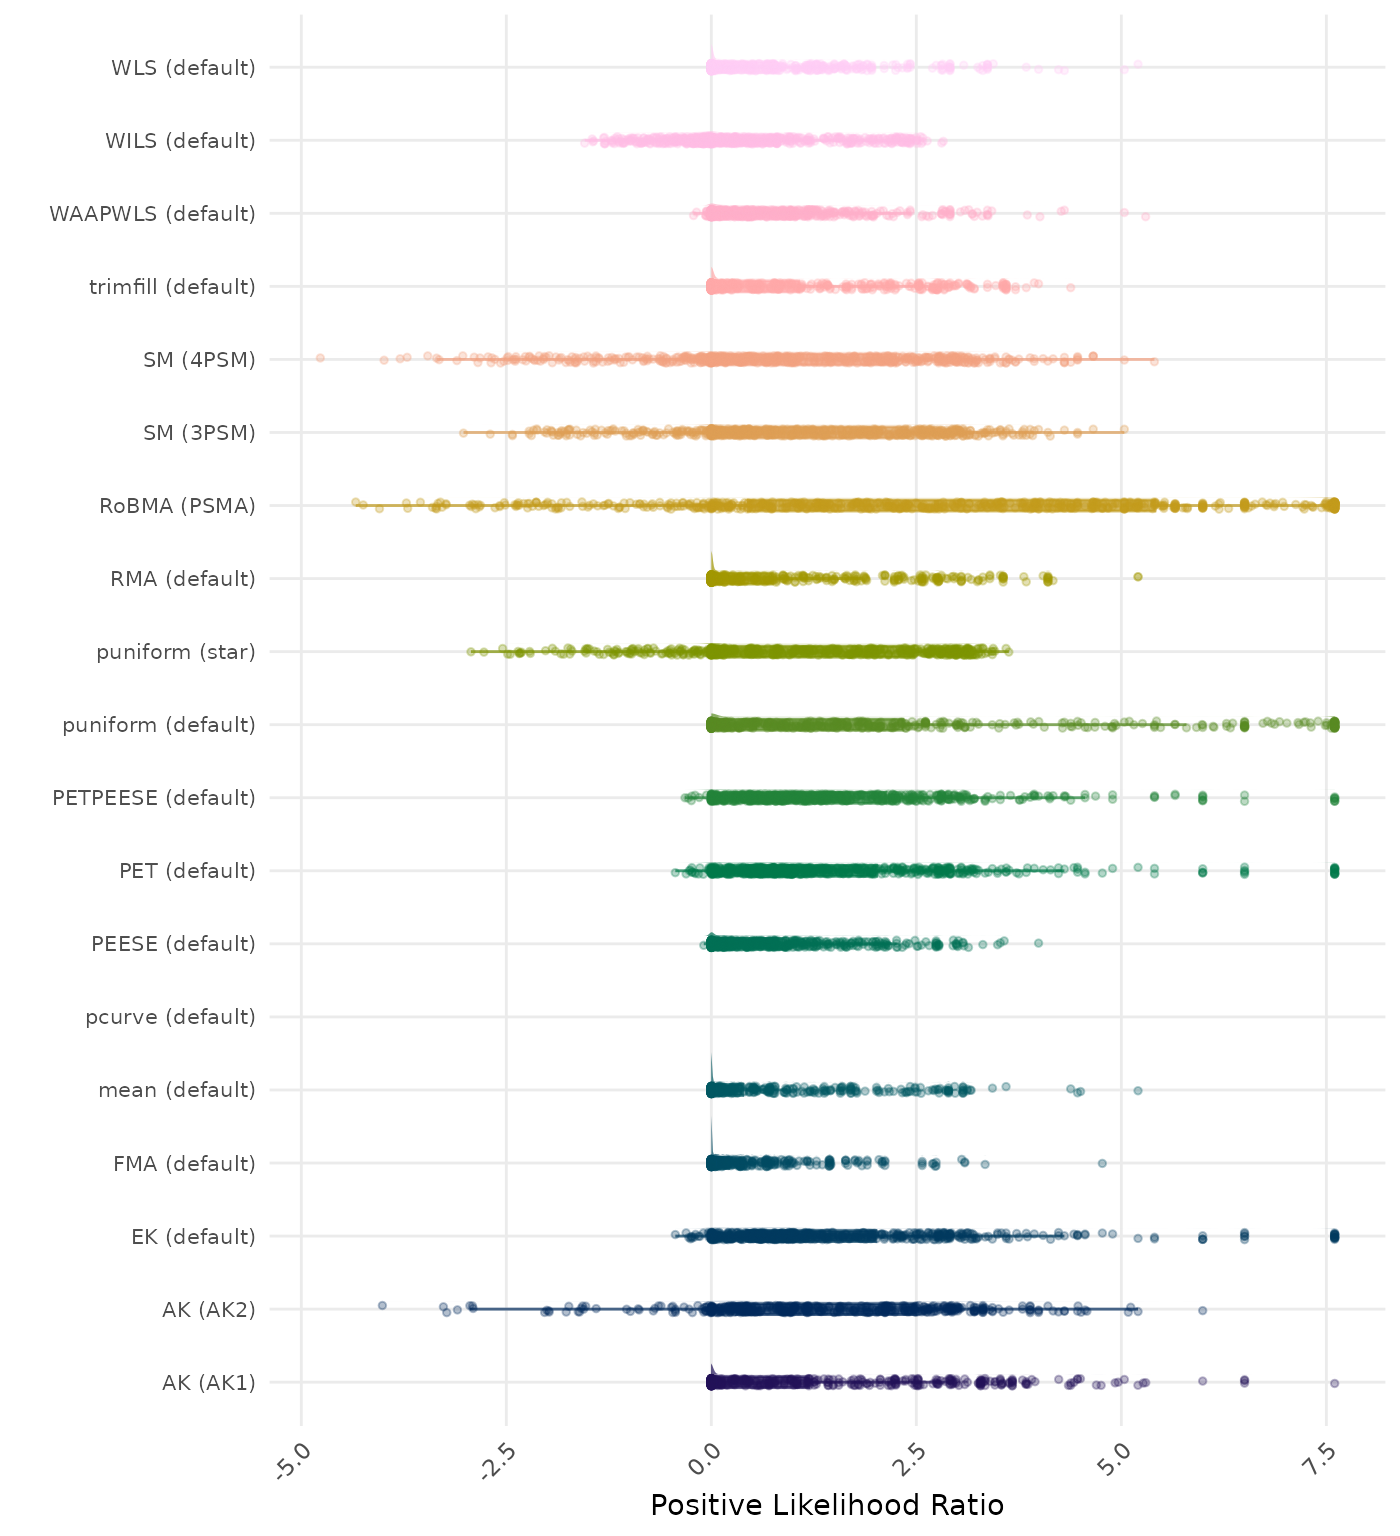 WLS (default)
WILS (default)
WAAPWLS (default)
trimfill (default)
SM (4PSM)
SM (3PSM)
RoBMA (PSMA)
RMA (default)
puniform (star)
puniform (default)
PETPEESE (default)
PET (default)
PEESE (default)
pcurve (default)
mean (default)
FMA (default)
EK (default)
AK (AK2)
AK (AK1)
-5.0 -2.5 0.0 2.5 5.0 7.5
Positive Likelihood Ratio